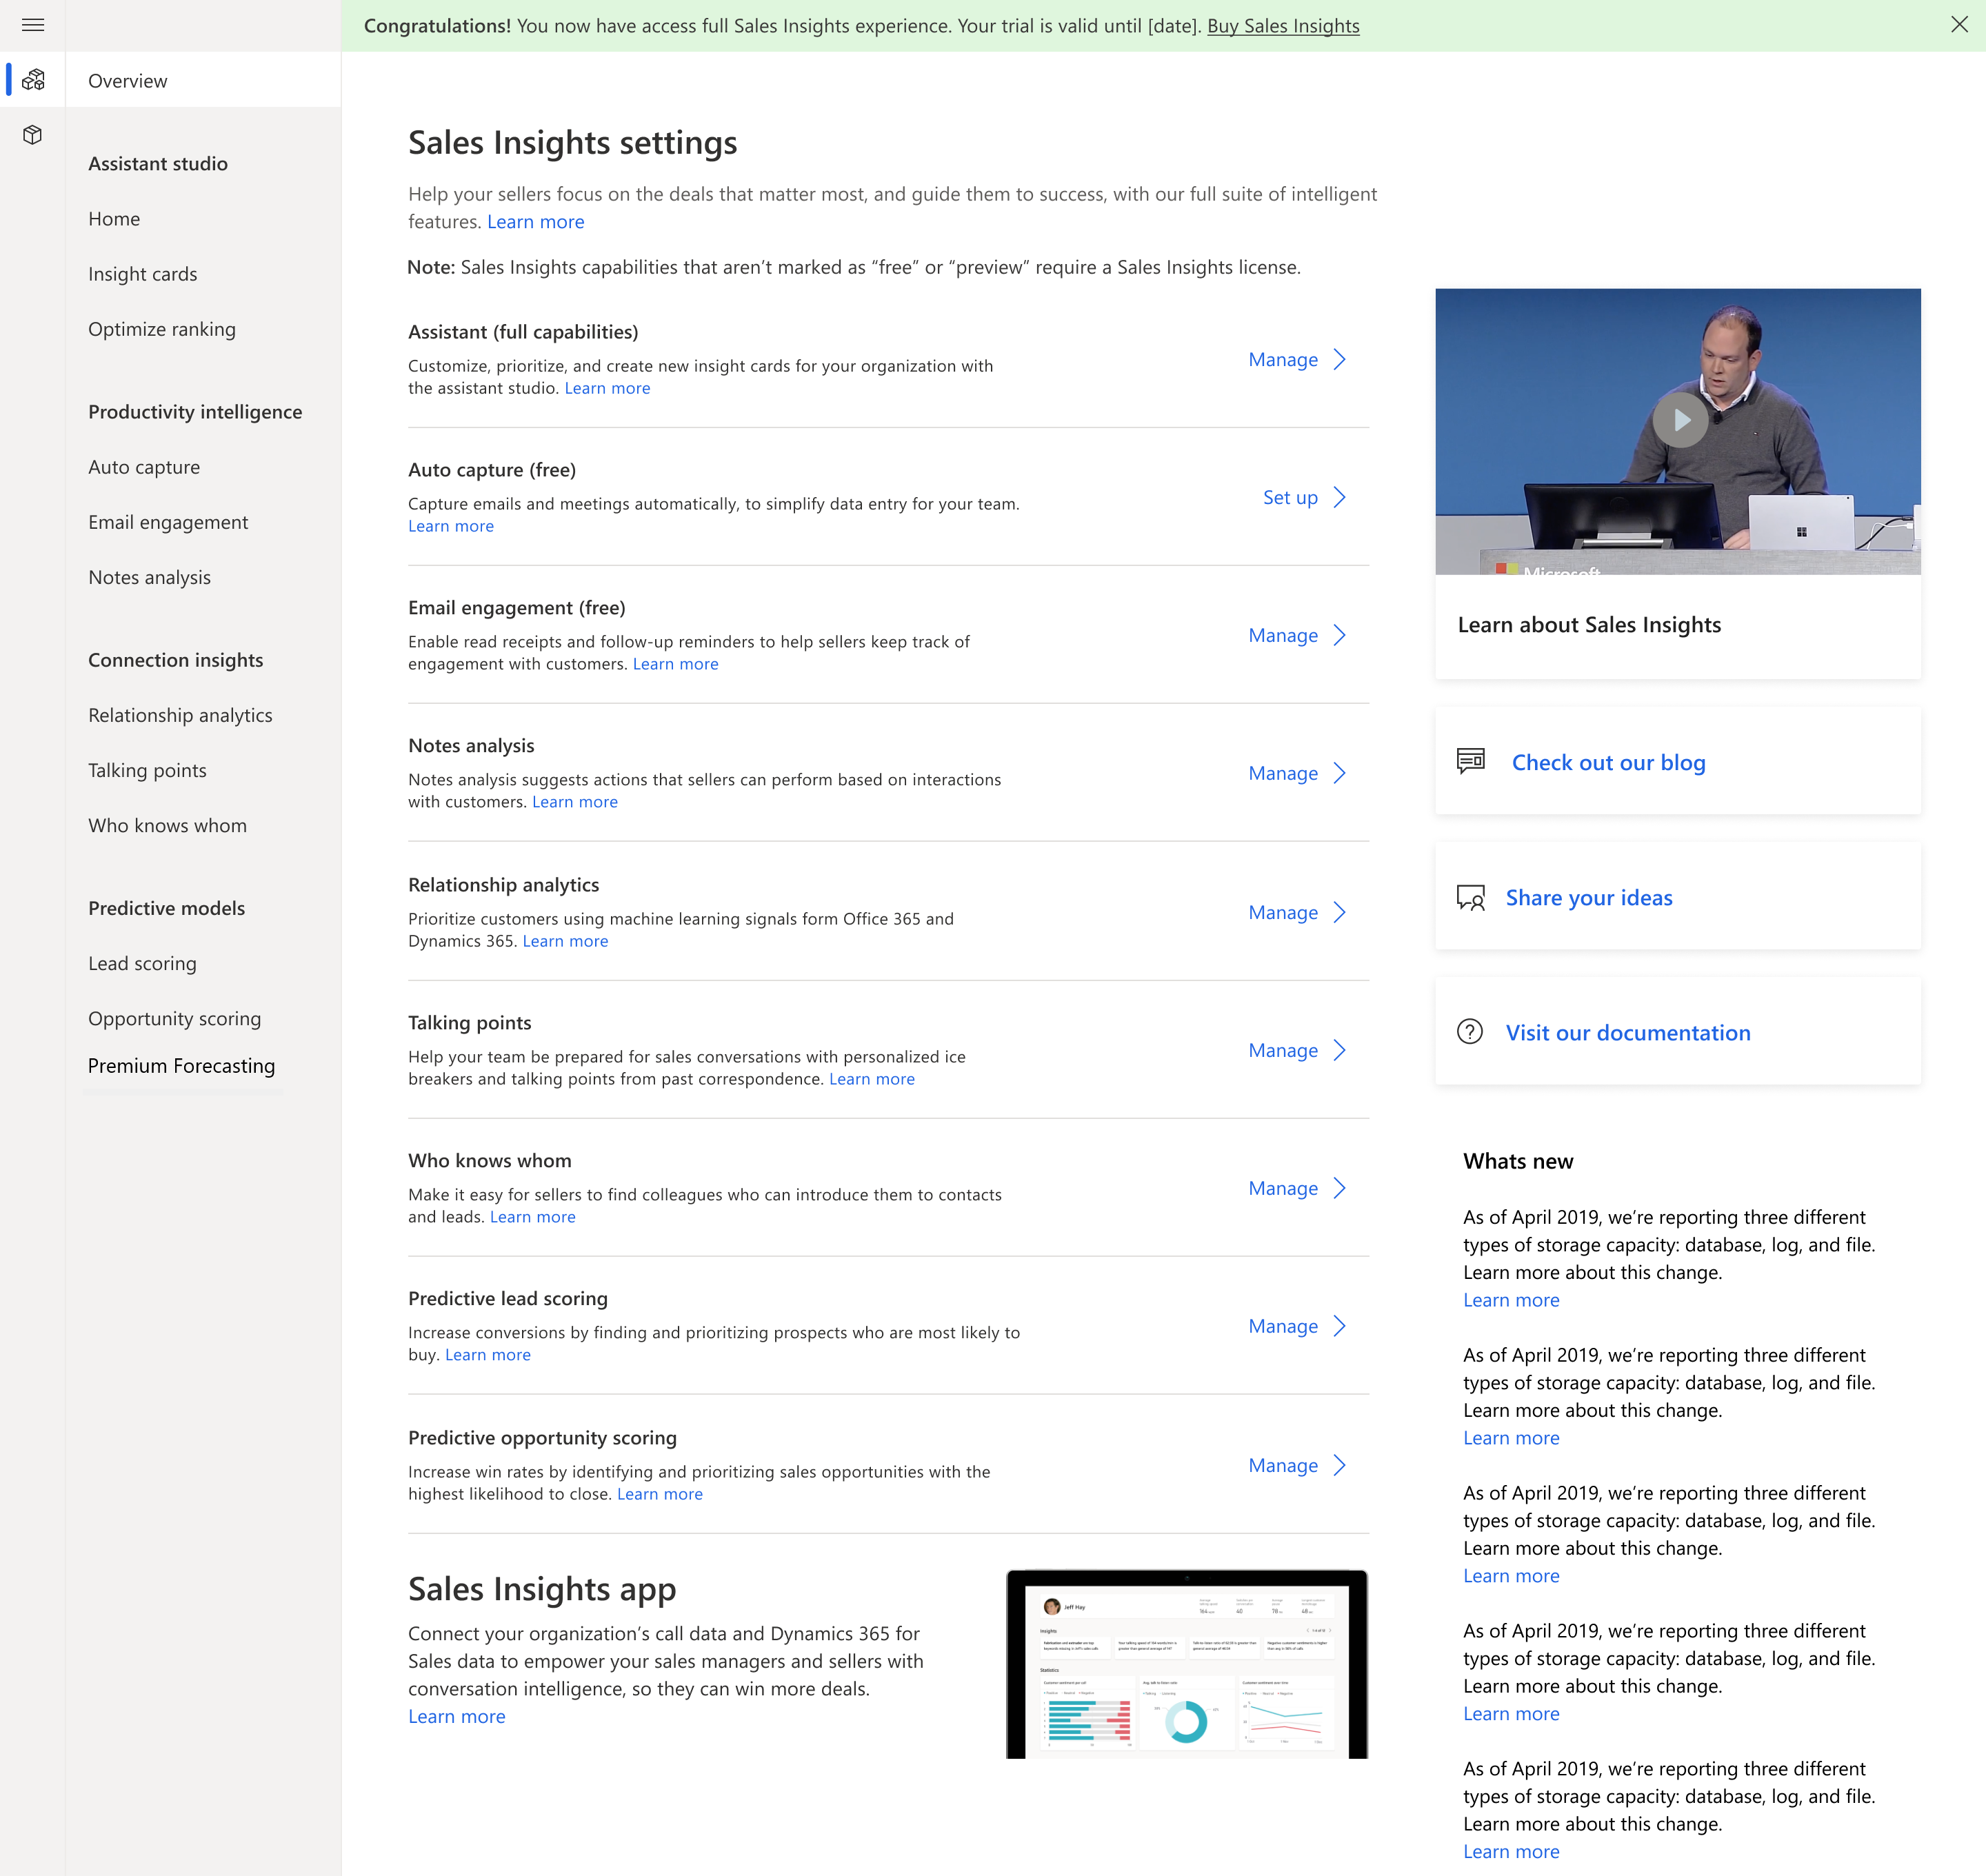 Congratulations! You now have access full Sales Insights experience. Your trial is valid until [date]. Buy Sales Insights
Overview
Assistant studio
Home
Insight cards
Optimize ranking
Productivity intelligence
Auto capture
Email engagement
Notes analysis
Connection insights
Relationship analytics
Talking points
Who knows whom
Predictive models
Lead scoring
Opportunity scoring
Premium Forecasting
Sales Insights settings
Help your sellers focus on the deals that matter most, and guide them to success, with our full suite of intelligent
features. Learn more
Note: Sales Insights capabilities that aren’t marked as “free” or “preview” require a Sales Insights license.
Assistant (full capabilities)
Customize, prioritize, and create new insight cards for your organization with
the assistant studio. Learn more
Manage
Auto capture (free)
Capture emails and meetings automatically, to simplify data entry for your team.
Learn more
Set up
Email engagement (free)
Enable read receipts and follow-up reminders to help sellers keep track of
engagement with customers. Learn more
Manage
Notes analysis
Notes analysis suggests actions that sellers can perform based on interactions
with customers. Learn more
Manage
Relationship analytics
Prioritize customers using machine learning signals form Office 365 and
Dynamics 365. Learn more
Manage
Talking points
Help your team be prepared for sales conversations with personalized ice
breakers and talking points from past correspondence. Learn more
Manage
Who knows whom
Make it easy for sellers to find colleagues who can introduce them to contacts
and leads. Learn more
Manage
Predictive lead scoring
Increase conversions by finding and prioritizing prospects who are most likely to
buy. Learn more
Manage
Predictive opportunity scoring
Increase win rates by identifying and prioritizing sales opportunities with the
highest likelihood to close. Learn more
Manage
Sales Insights app
Connect your organization’s call data and Dynamics 365 for
Sales data to empower your sales managers and sellers with
conversation intelligence, so they can win more deals.
Learn more
Jeff Hay
Insights
Statistics
Microsoft
Learn about Sales Insights
Check out our blog
Share your ideas
Visit our documentation
Whats new
As of April 2019, we’re reporting three different
types of storage capacity: database, log, and file.
Learn more about this change.
Learn more
As of April 2019, we’re reporting three different
types of storage capacity: database, log, and file.
Learn more about this change.
Learn more
As of April 2019, we’re reporting three different
types of storage capacity: database, log, and file.
Learn more about this change.
Learn more
As of April 2019, we’re reporting three different
types of storage capacity: database, log, and file.
Learn more about this change.
Learn more
As of April 2019, we’re reporting three different
types of storage capacity: database, log, and file.
Learn more about this change.
Learn more